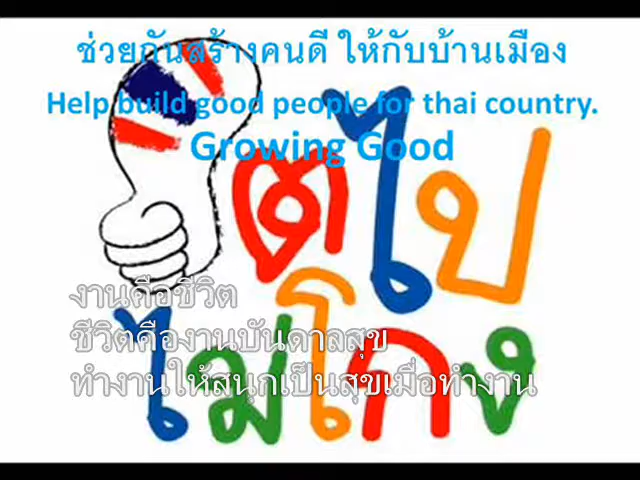 ช่วยกันสร้างคนดี ให้กับบ้านเมือง
Help build good people for thai country.
Growing Good
โตไป
งานคือชีวิต
ชีวิตคืองานบันดาลสุข
ทำงานให้สนุกเป็นสุขเมื่อทำงาน
ไม่โกง